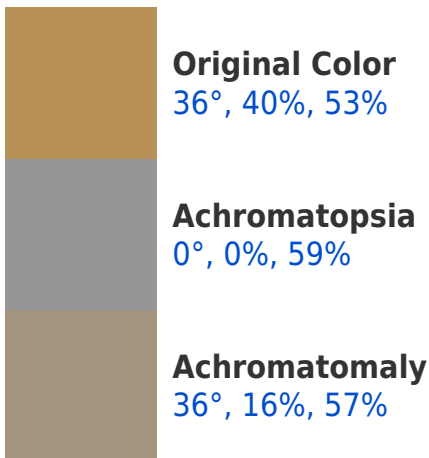 Original Color
36°, 40%, 53%
Achromatopsia
0°, 0%, 59%
Achromatomaly
36°, 16%, 57%